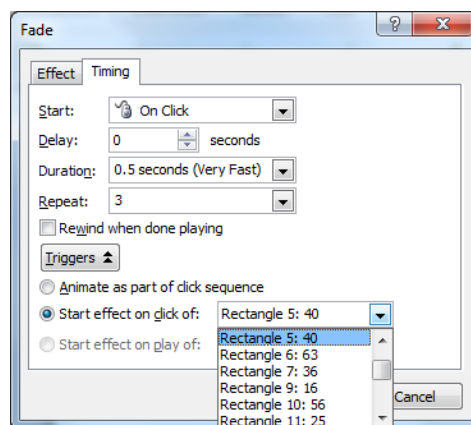 Fade
Effect Timing
Start: On Click
Delay: 0 seconds
Duration: 0.5 seconds (Very Fast)
Repeat: 3
Rewind when done playing
Triggers
Animate as part of click sequence
Start effect on click of: Rectangle 5: 40
Start effect on play of:
Rectangle 5: 40
Rectangle 6: 63
Rectangle 7: 36
Rectangle 9: 16
Rectangle 10: 56
Rectangle 11: 25
Cancel